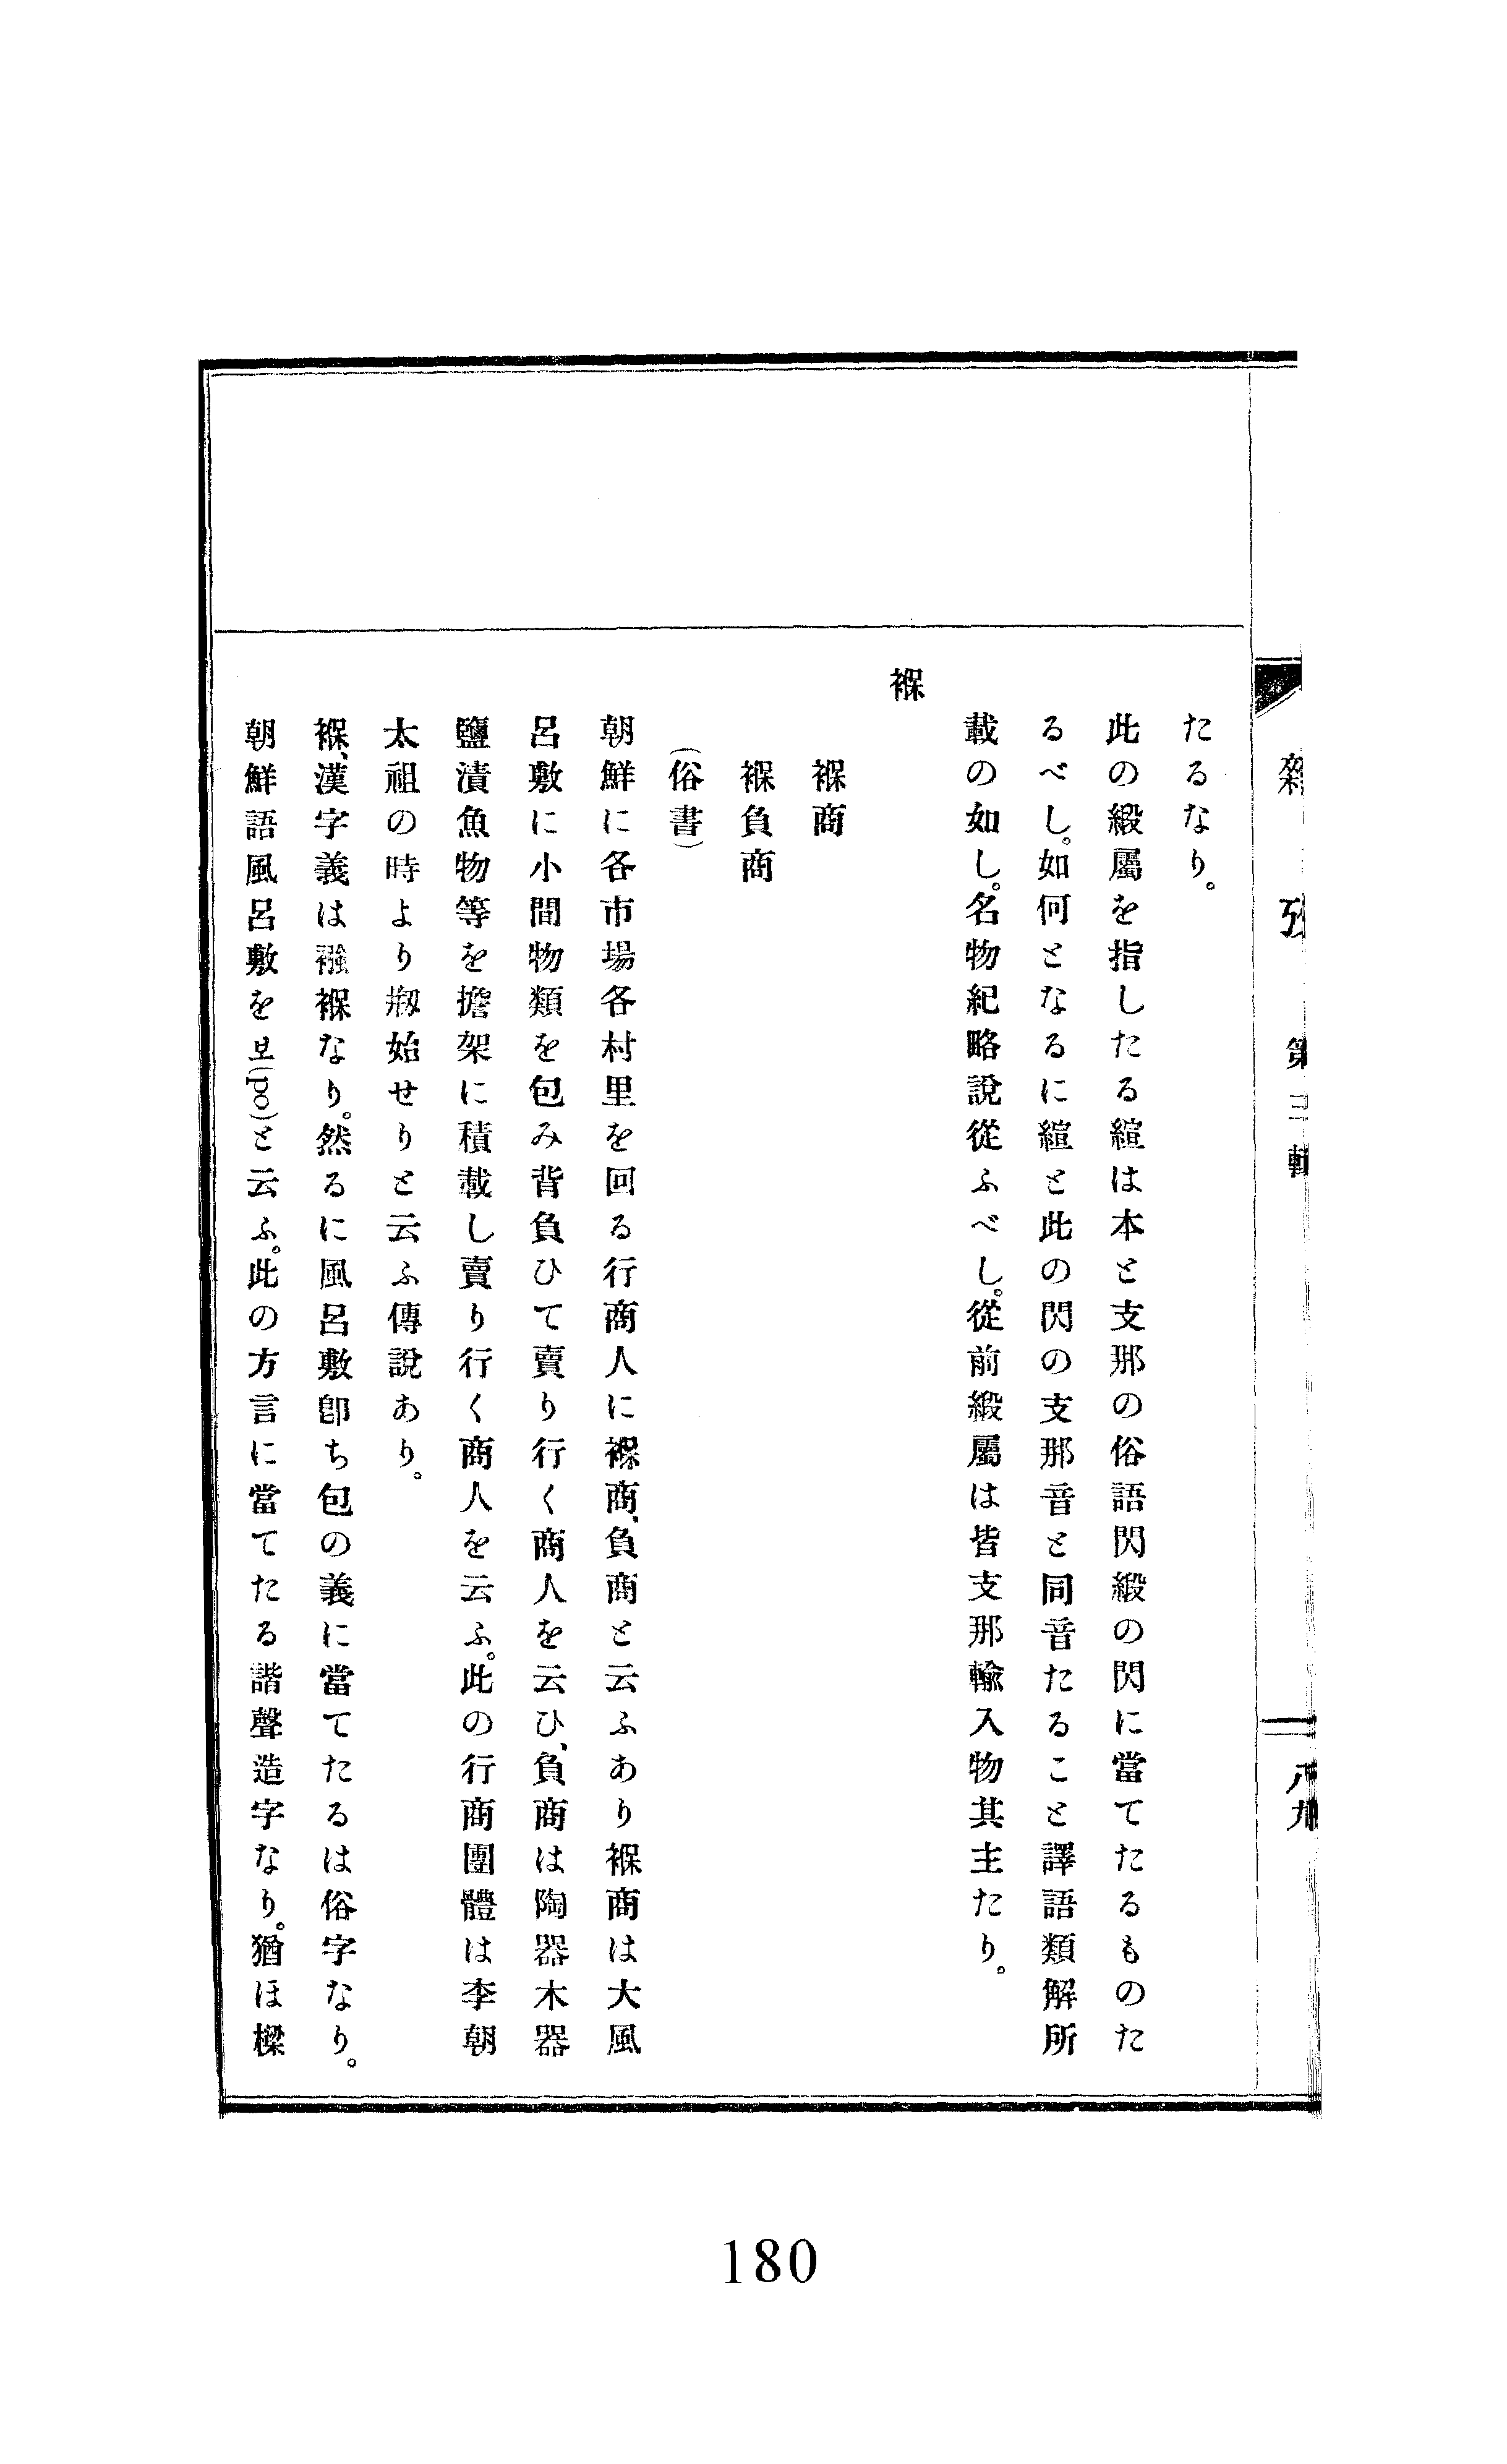 雜攷 第三輯 八九
たるなり。
此の緞屬を指したる縇は本と支那の俗語閃緞の閃に當てたるものた
るべし。如何となるに縇と此の閃の支那音と同音たること譯語類解所
載の如し。名物紀略說從ふべし。從前緞屬は皆支那輸入物其主たり。
褓
褓商
褓負商
(俗書)
朝鮮に各市場各村里を回る行商人に褓商、負商と云ふあり褓商は大風
呂敷に小間物類を包み背負ひて賣り行く商人を云ひ、負商は陶器木器
鹽漬魚物等を擔架に積載し賣り行く商人を云ふ。此の行商團體は李朝
太祖の時より刱始せりと云ふ傳說あり。
褓、漢字義は襁褓なり。然るに風呂敷卽ち包の義に當てたるは俗字なり。
朝鮮語風呂敷を보(po)と云ふ。此の方言に當てたる諧聲造字なり。猶ほ樑
180